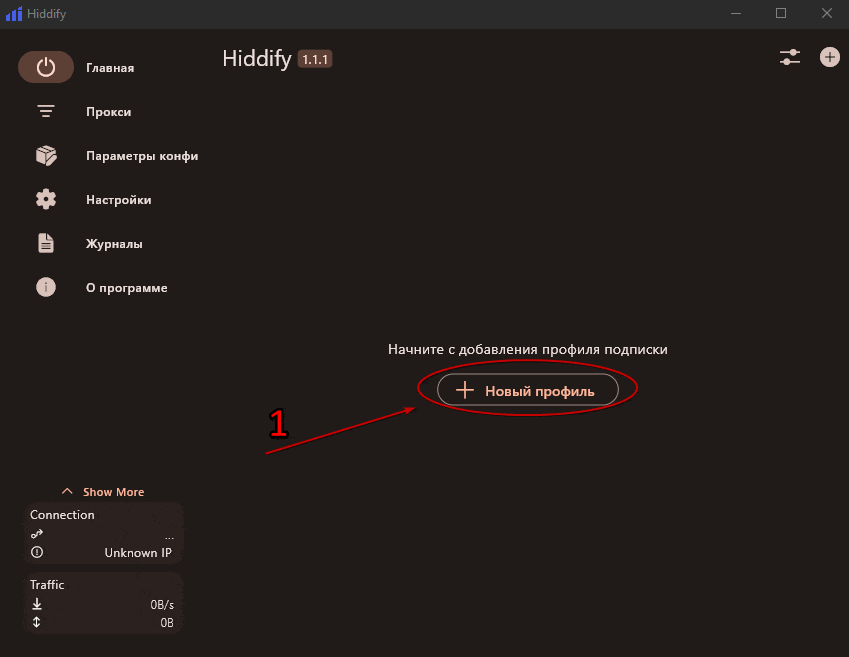 Hiddify
Главная
Прокси
Параметры конфи
Настройки
Журналы
О программе
Hiddify 1.1.1
Начните с добавления профиля подписки
Новый профиль
1
Show More
Connection
...
Unknown IP
Traffic
0B/s
0B